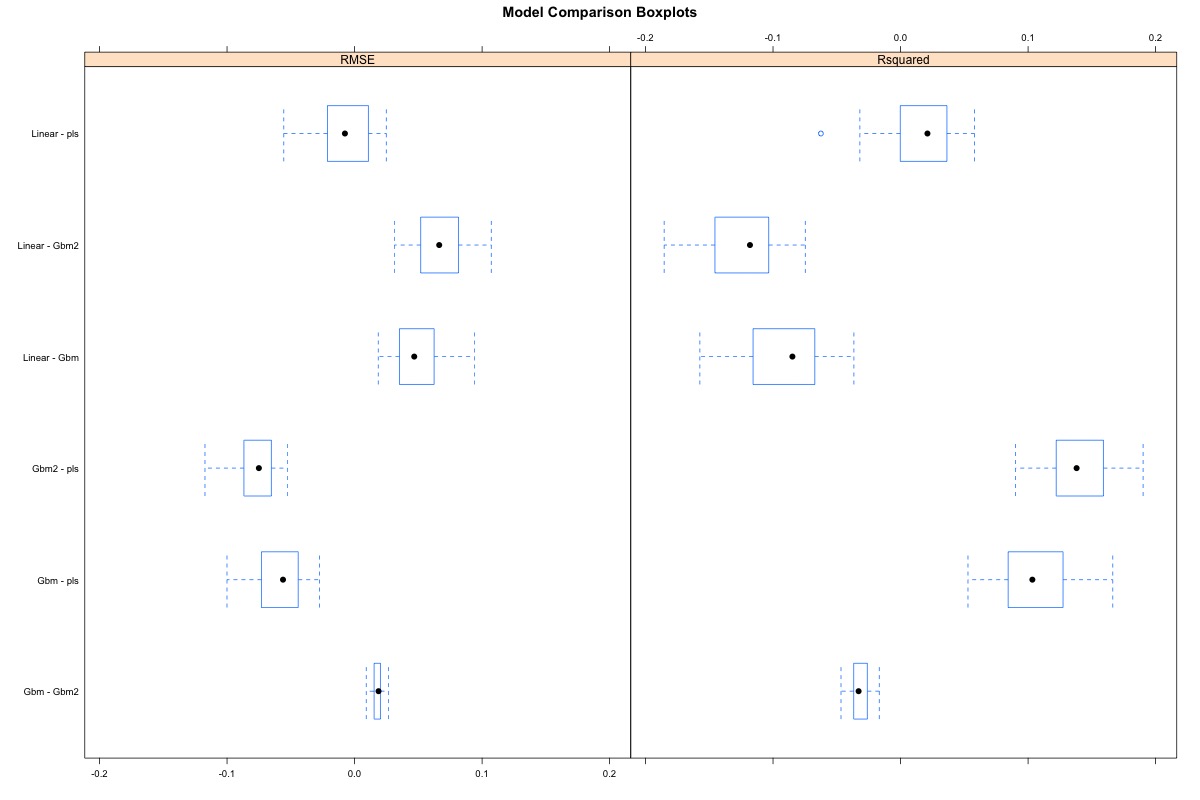 Model Comparison Boxplots
-0.2 -0.1 0.0 0.1 0.2
RMSE Rsquared
Linear - pls
Linear - Gbm2
Linear - Gbm
Gbm2 - pls
Gbm - pls
Gbm - Gbm2
-0.2 -0.1 0.0 0.1 0.2